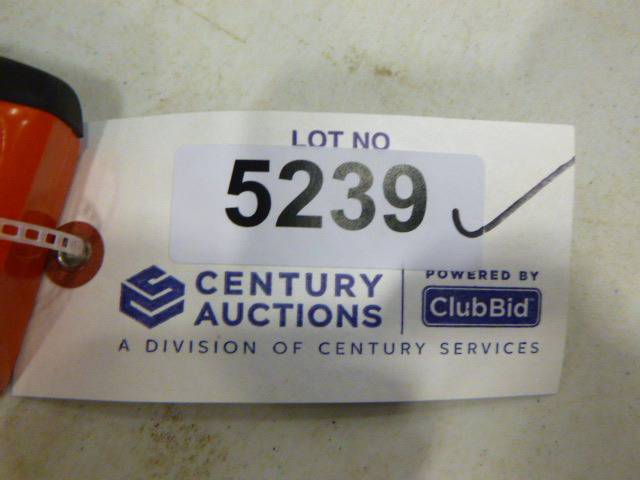 LOT NO
5239
CENTURY
AUCTIONS
POWERED BY
ClubBid
A DIVISION OF CENTURY SERVICES